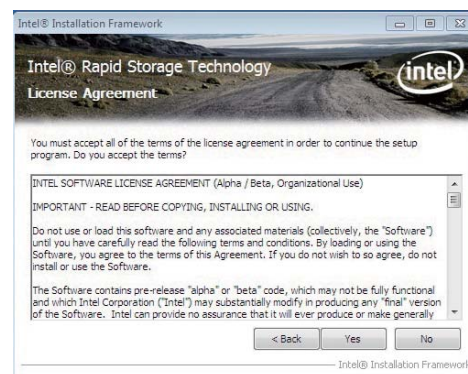 Intel® Installation Framework
Intel® Rapid Storage Technology
License Agreement
intel
You must accept all of the terms of the license agreement in order to continue the setup
program. Do you accept the terms?
INTEL SOFTWARE LICENSE AGREEMENT (Alpha / Beta, Organizational Use)
IMPORTANT - READ BEFORE COPYING, INSTALLING OR USING.
Do not use or load this software and any associated materials (collectively, the "Software")
until you have carefully read the following terms and conditions. By loading or using the
Software, you agree to the terms of this Agreement. If you do not wish to so agree, do not
install or use the Software.
The Software contains pre-release "alpha" or "beta" code, which may not be fully functional
and which Intel Corporation ("Intel") may substantially modify in producing any "final" version
of the Software. Intel can provide no assurance that it will ever produce or make generally
< Back
Yes
No
Intel® Installation Framework